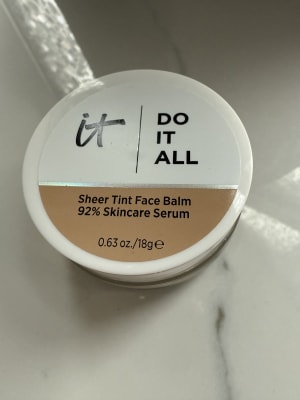 it
DO
IT
ALL
Sheer Tint Face Balm
92% Skincare Serum
0.63 oz./18g℮